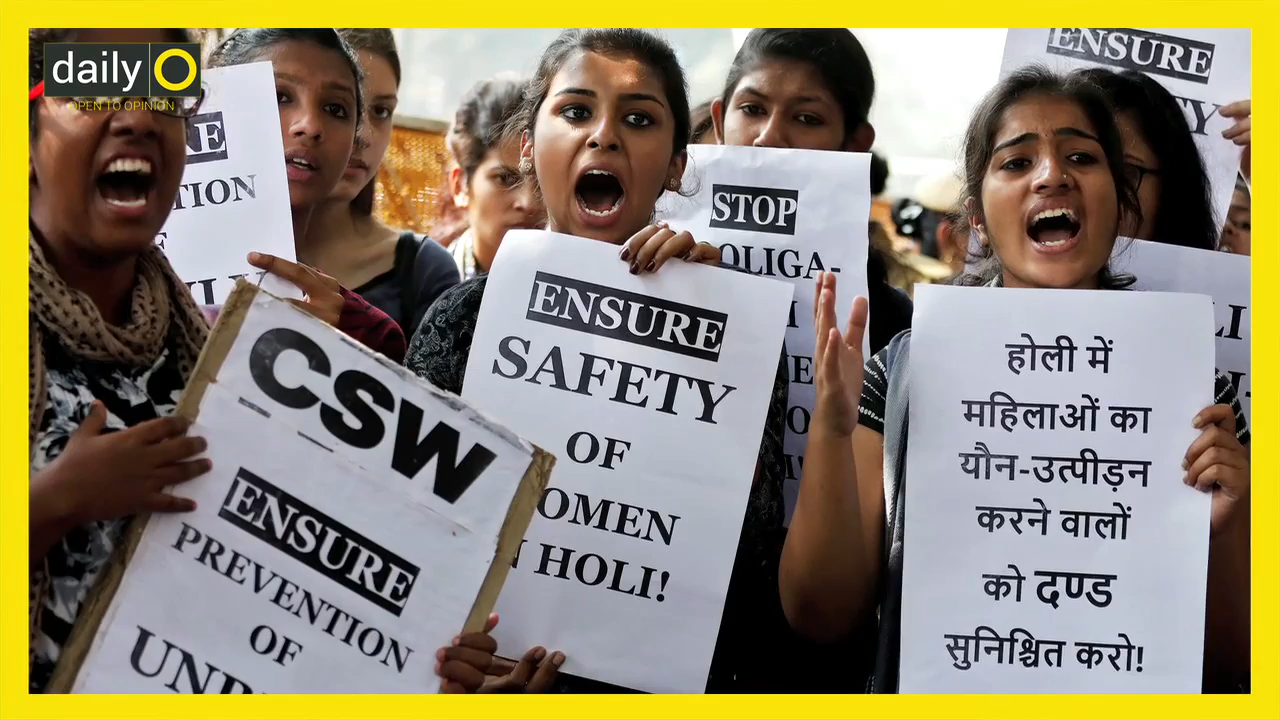 daily O
OPEN TO OPINION
TION
CSW
ENSURE
PREVENTION
OF
ENSURE
SAFETY
OF
HOLI!
STOP
ENSURE
होली में
महिलाओं का
यौन-उत्पीड़न
करने वालों
को दण्ड
सुनिश्चित करो!